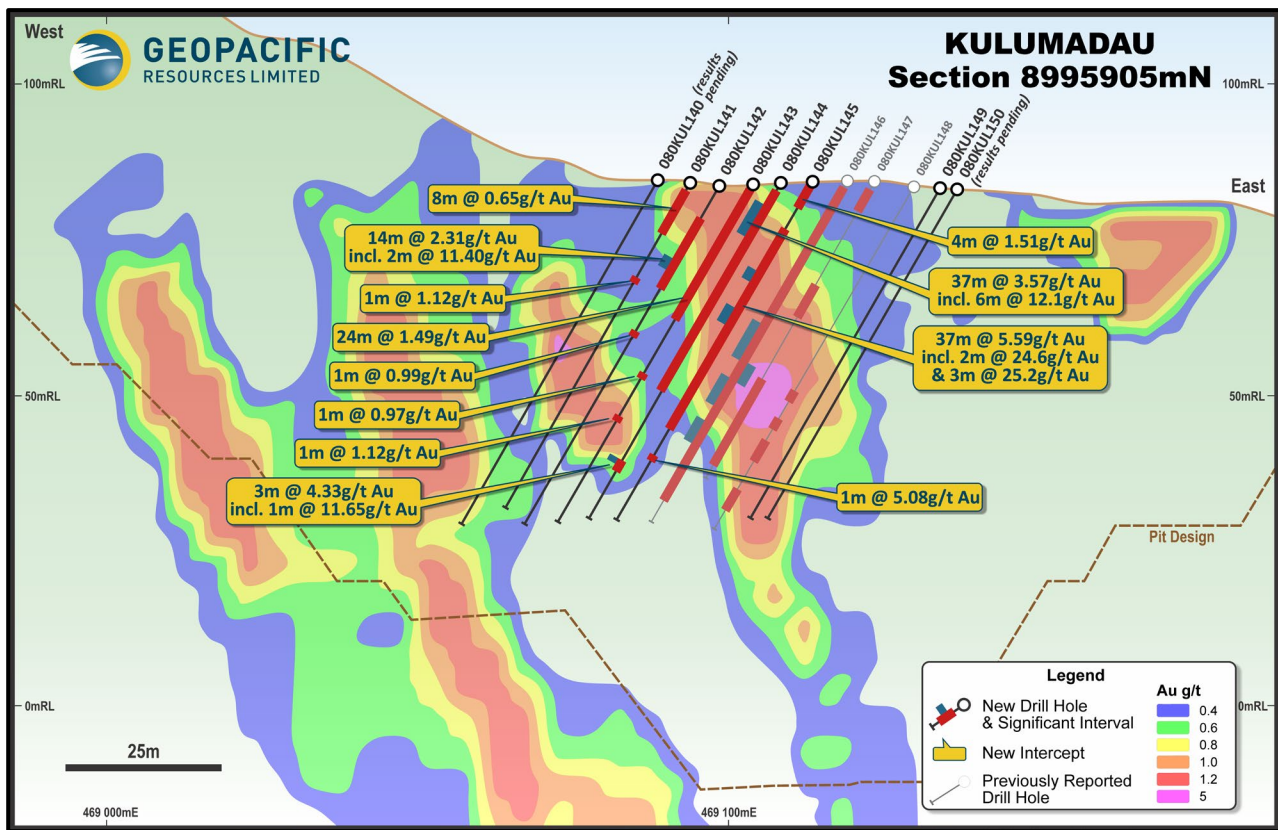 West
GEOPACIFIC
RESOURCES LIMITED
KULUMADAU
Section 8995905mN
100mRL
100mRL
080KUL140 (results pending)
080KUL141
080KUL142
080KUL143
080KUL144
080KUL145
080KUL146
080KUL147
080KUL148
080KUL149
080KUL150
(results pending)
East
8m @ 0.65g/t Au
14m @ 2.31g/t Au
incl. 2m @ 11.40g/t Au
1m @ 1.12g/t Au
24m @ 1.49g/t Au
1m @ 0.99g/t Au
1m @ 0.97g/t Au
1m @ 1.12g/t Au
3m @ 4.33g/t Au
incl. 1m @ 11.65g/t Au
4m @ 1.51g/t Au
37m @ 3.57g/t Au
incl. 6m @ 12.1g/t Au
37m @ 5.59g/t Au
incl. 2m @ 24.6g/t Au
& 3m @ 25.2g/t Au
1m @ 5.08g/t Au
50mRL
50mRL
Pit Design
0mRL
0mRL
25m
469 000mE
469 100mE
Legend
New Drill Hole
& Significant Interval
New Intercept
Previously Reported
Drill Hole
Au g/t
0.4
0.6
0.8
1.0
1.2
5